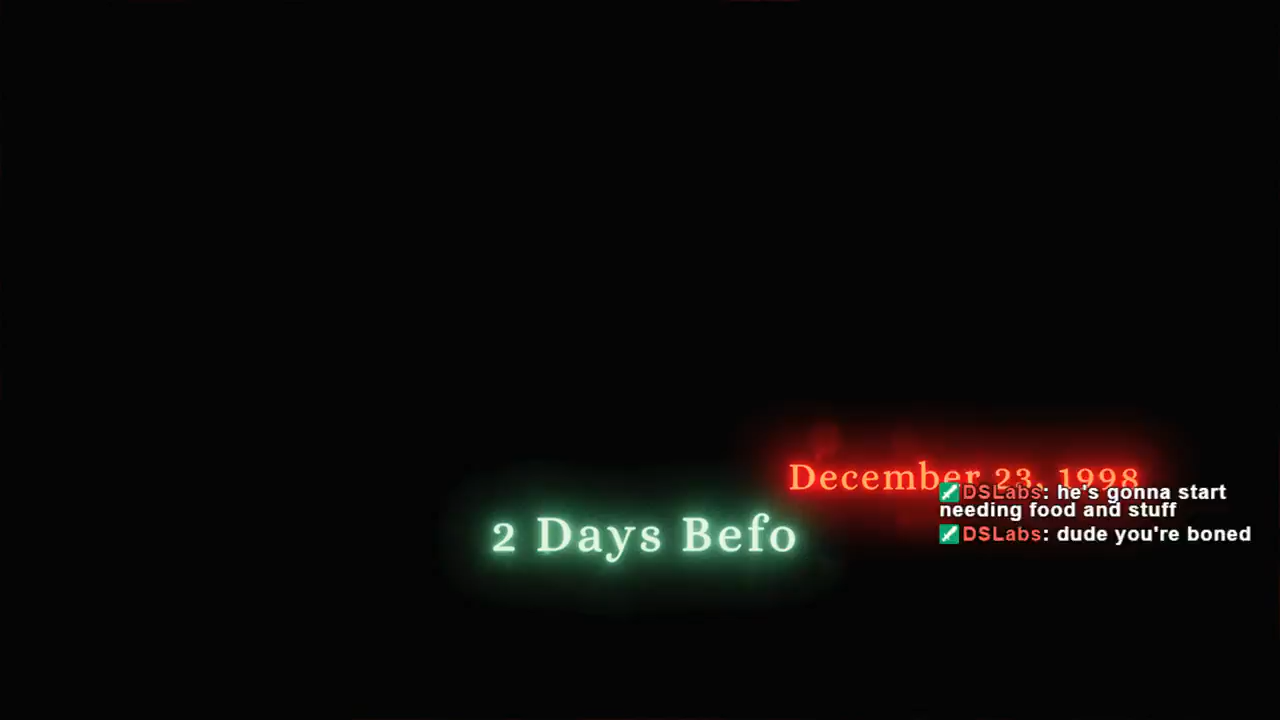 December 23, 1998
2 Days Befo
DSLabs: he's gonna start
needing food and stuff
DSLabs: dude you're boned